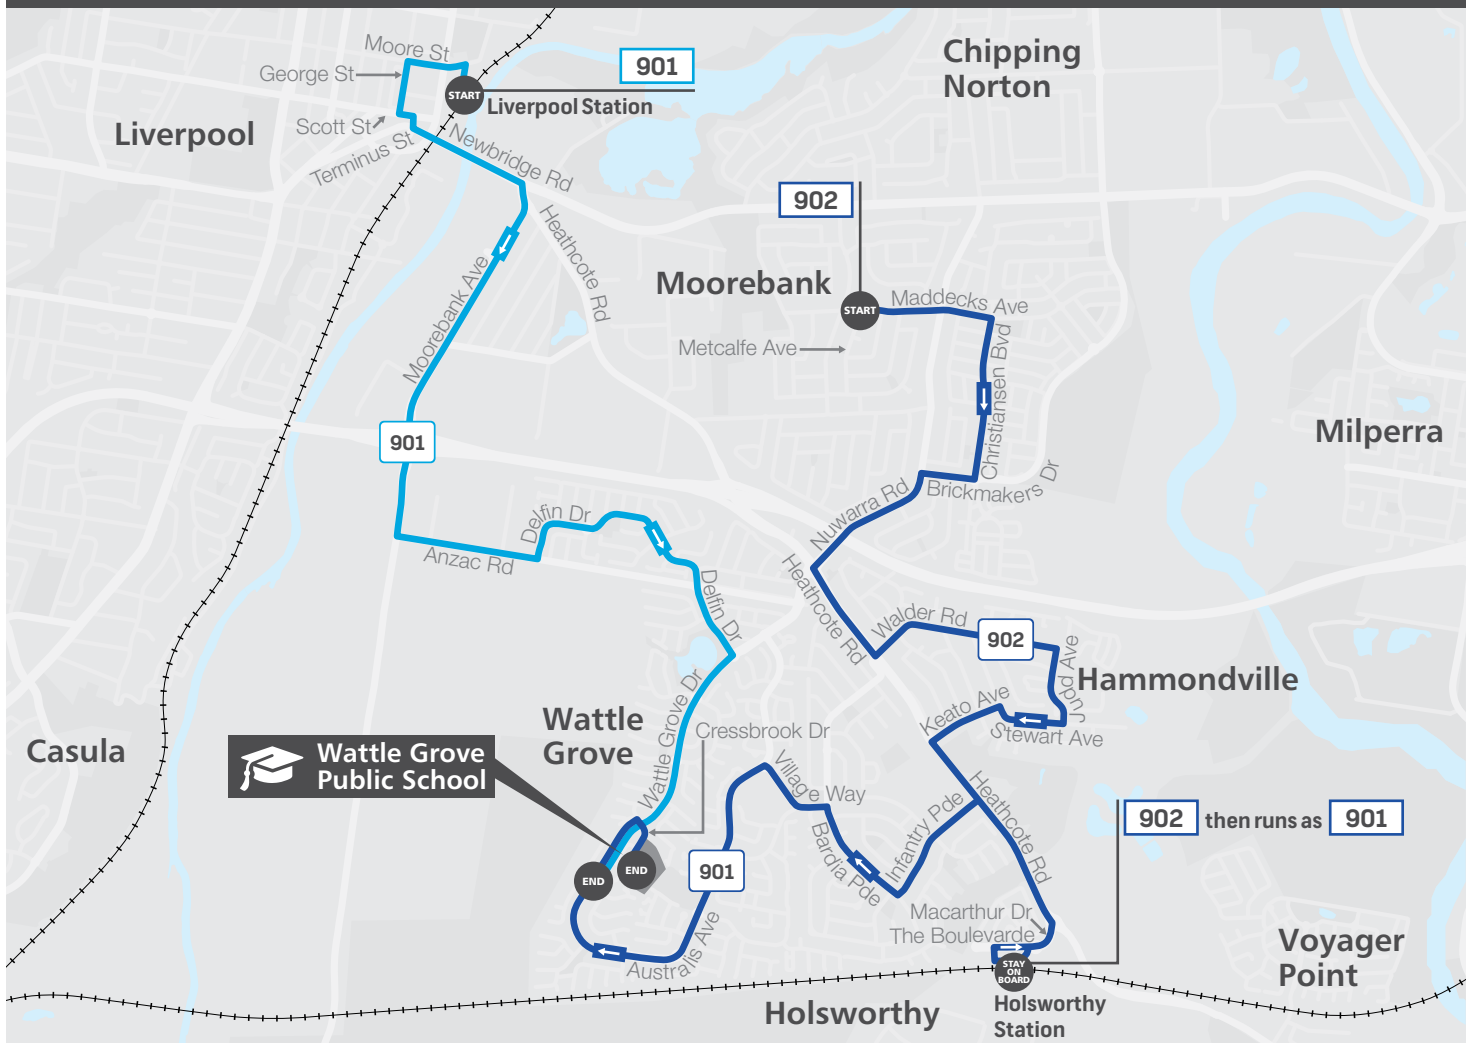 Moore St
George St
901
START
Liverpool Station
Liverpool
Scott St
Terminus St
Newbridge Rd
Chipping
Norton
902
Heathcote Rd
Moorebank
START
Maddecks Ave
Metcalfe Ave
Christiansen Bvd
Moorebank Ave
901
Milperra
Brickmakers Dr
Nuwarra Rd
Delfin Dr
Anzac Rd
Delfin Dr
Heathcote Rd
Walder Rd
902
Judd Ave
Hammondville
Keato Ave
Stewart Ave
Wattle
Grove
Wattle Grove Dr
Cressbrook Dr
Casula
Wattle Grove
Public School
Village Way
Bardia Pde
Infantry Pde
Heathcote Rd
902 then runs as 901
END
END
901
Australis Ave
Macarthur Dr
The Boulevarde
STAY
ON
BOARD
Holsworthy
Station
Holsworthy
Voyager
Point